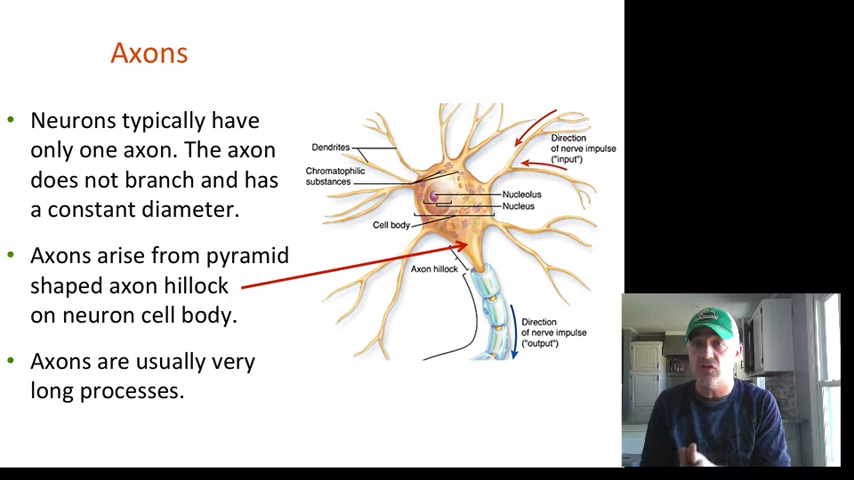 Axons
• Neurons typically have
only one axon. The axon
does not branch and has
a constant diameter.
• Axons arise from pyramid
shaped axon hillock
on neuron cell body.
• Axons are usually very
long processes.
Dendrites
Chromatophilic
substances
Cell body
Axon hillock
Nucleolus
Nucleus
Direction
of nerve impulse
("input")
Direction
of nerve impulse
("output")